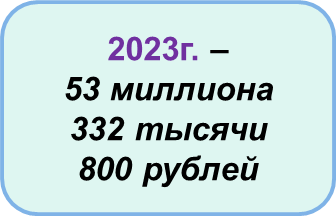 2023г. –
53 миллиона
332 тысячи
800 рублей